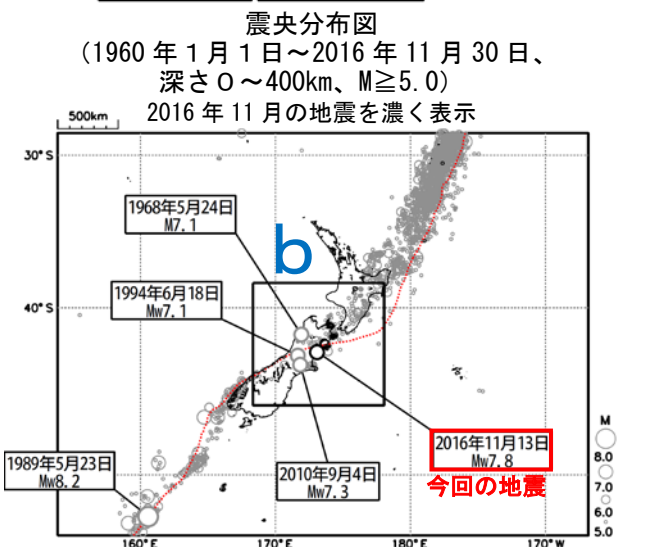 震央分布図
(1960年1月1日～2016年11月30日、
深さ0～400km、M≧5.0)
2016年11月の地震を濃く表示
500km
30°S
1968年5月24日
M7.1
b
1994年6月18日
Mw7.1
40°S
2016年11月13日
Mw7.8
今回の地震
1989年5月23日
Mw8.2
2010年9月4日
Mw7.3
M
8.0
7.0
6.0
5.0
160°E
170°E
180°E
170°W